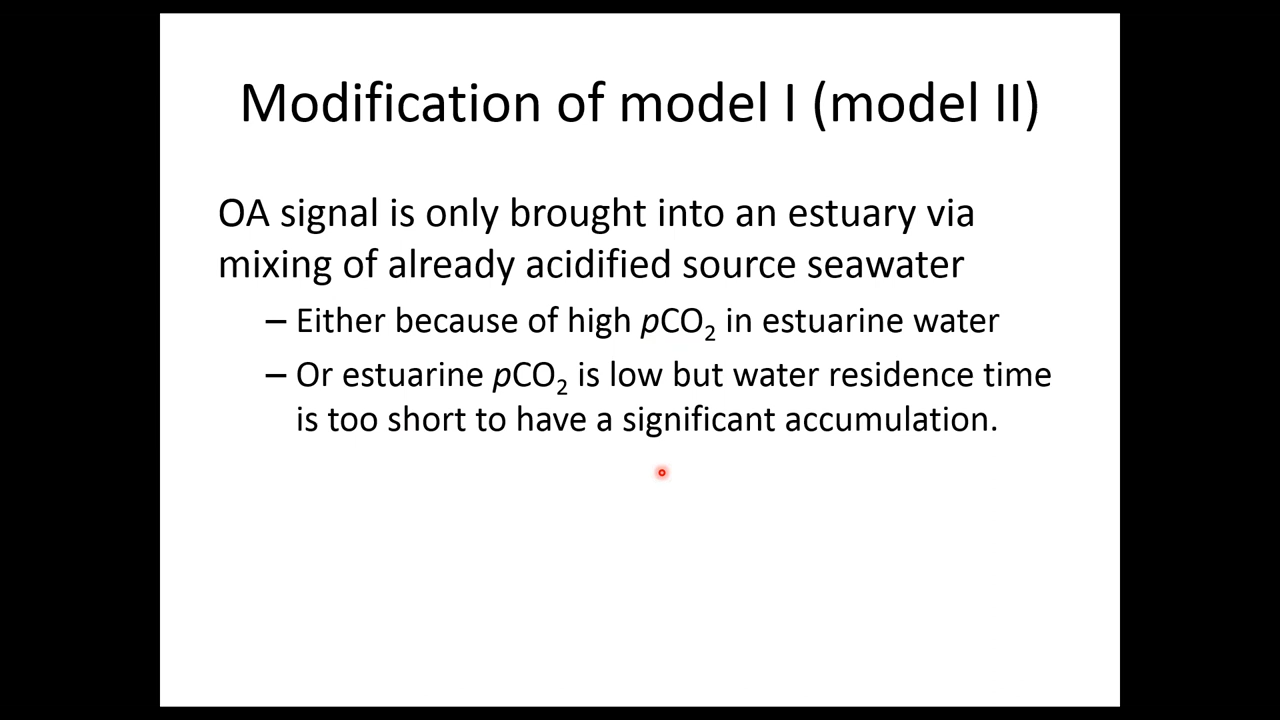 Modification of model I (model II)
OA signal is only brought into an estuary via
mixing of already acidified source seawater
– Either because of high pCO₂ in estuarine water
– Or estuarine pCO₂ is low but water residence time
is too short to have a significant accumulation.